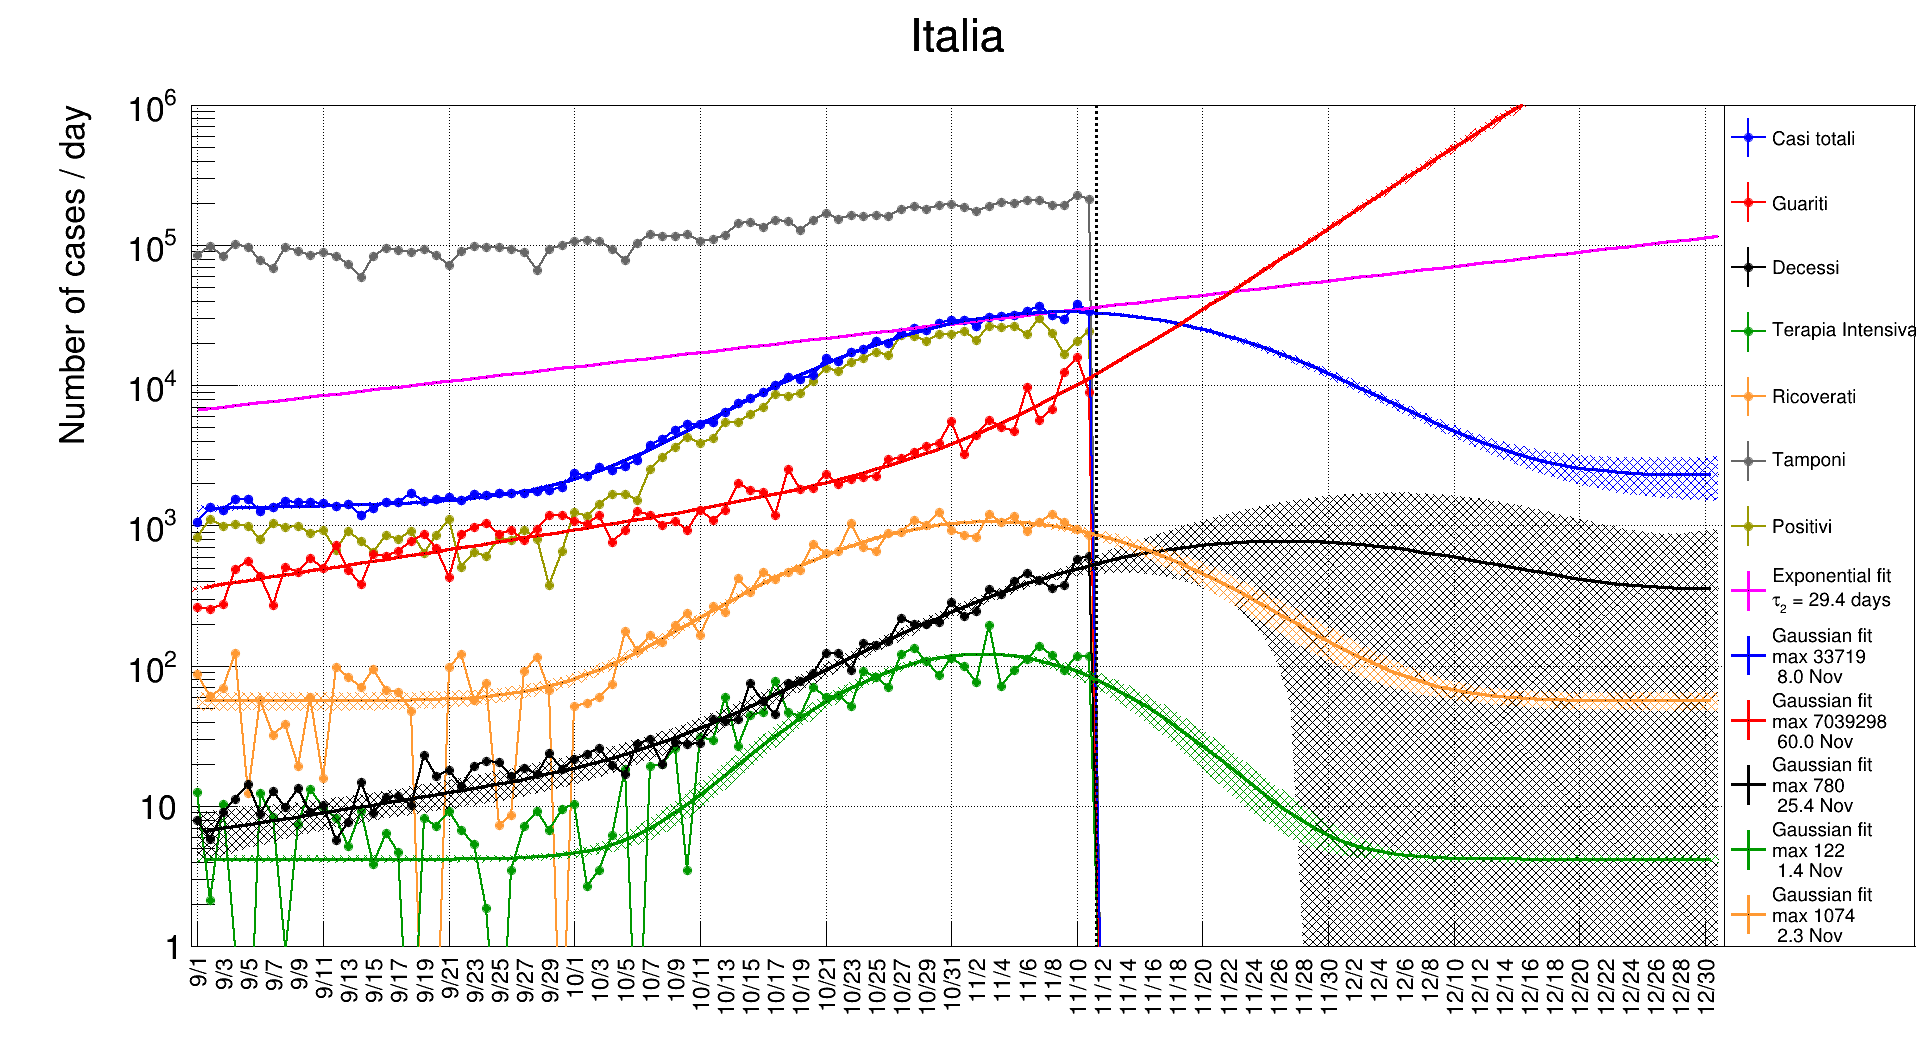 Italia
Number of cases / day
10^6
10^5
10^4
10^3
10^2
10
1
9/1 9/3 9/5 9/7 9/9 9/11 9/13 9/15 9/17 9/19 9/21 9/23 9/25 9/27 9/29 10/1 10/3 10/5 10/7 10/9 10/11 10/13 10/15 10/17 10/19 10/21 10/23 10/25 10/27 10/29 10/31 11/2 11/4 11/6 11/8 11/10 11/12 11/14 11/16 11/18 11/20 11/22 11/24 11/26 11/28 11/30 12/2 12/4 12/6 12/8 12/10 12/12 12/14 12/16 12/18 12/20 12/22 12/24 12/26 12/28 12/30
Casi totali
Guariti
Decessi
Terapia Intensiva
Ricoverati
Tamponi
Positivi
Exponential fit
τ2 = 29.4 days
Gaussian fit
max 33719
8.0 Nov
Gaussian fit
max 7039298
60.0 Nov
Gaussian fit
max 780
25.4 Nov
Gaussian fit
max 122
1.4 Nov
Gaussian fit
max 1074
2.3 Nov